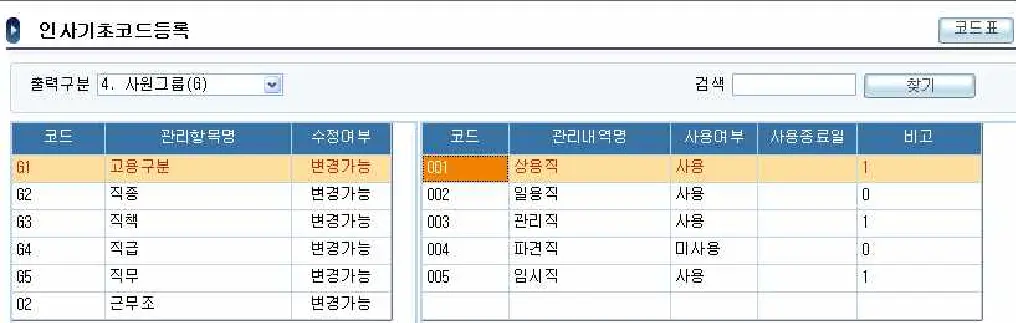 인사기초코드등록 코드표
출력구분 4. 사원그룹(G) 검색 찾기
코드 관리항목명 수정여부 코드 관리내역명 사용여부 사용종료일 비고
G1 고용구분 변경가능 001 상용직 사용 1
G2 직종 변경가능 002 일용직 사용 0
G3 직책 변경가능 003 관리직 사용 1
G4 직급 변경가능 004 파견직 미사용 0
G5 직무 변경가능 005 임시직 사용 1
02 근무조 변경가능